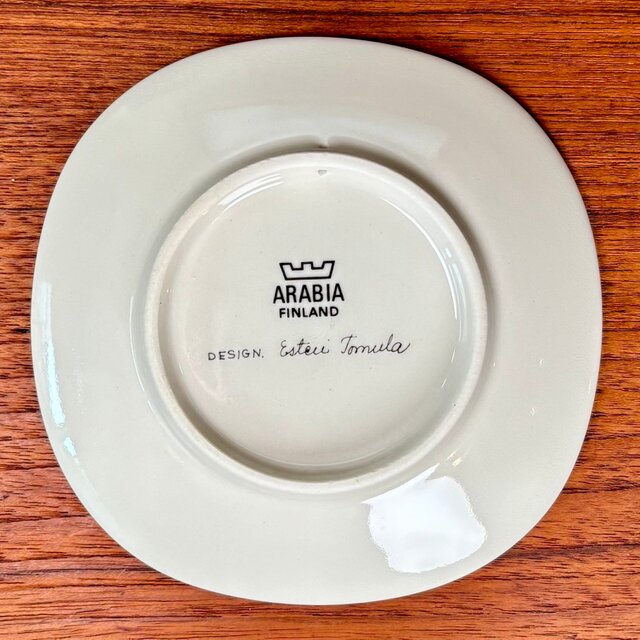 ARABIA
FINLAND
DESIGN. Esteri Tomula